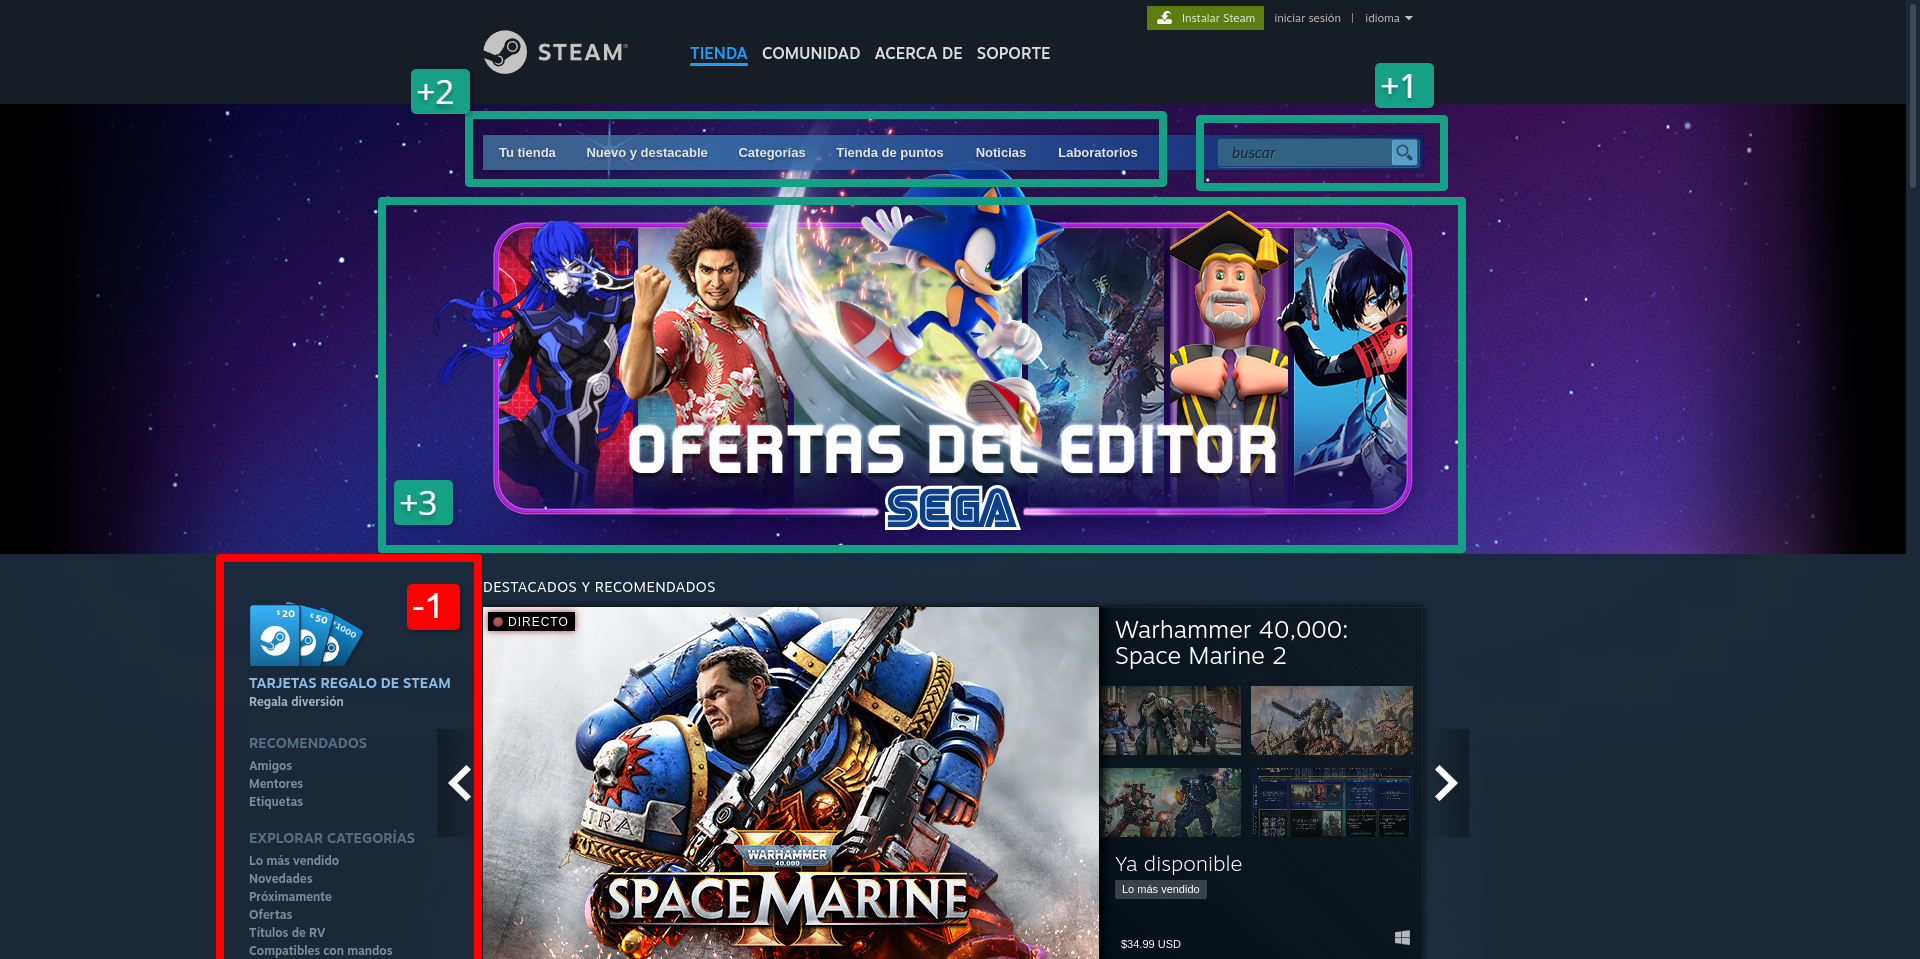 Instalar Steam
iniciar sesión | idioma
STEAM
TIENDA COMUNIDAD ACERCA DE SOPORTE
+2
+1
Tu tienda Nuevo y destacable Categorías Tienda de puntos Noticias Laboratorios
buscar
OFERTAS DEL EDITOR
SEGA
+3
-1
$ 20
€ 50
1000
TARJETAS REGALO DE STEAM
Regala diversión
RECOMENDADOS
Amigos
Mentores
Etiquetas
EXPLORAR CATEGORÍAS
Lo más vendido
Novedades
Próximamente
Ofertas
Títulos de RV
Compatibles con mandos
DESTACADOS Y RECOMENDADOS
DIRECTO
WARHAMMER
40,000
SPACE MARINE
Warhammer 40,000:
Space Marine 2
Ya disponible
Lo más vendido
$34.99 USD